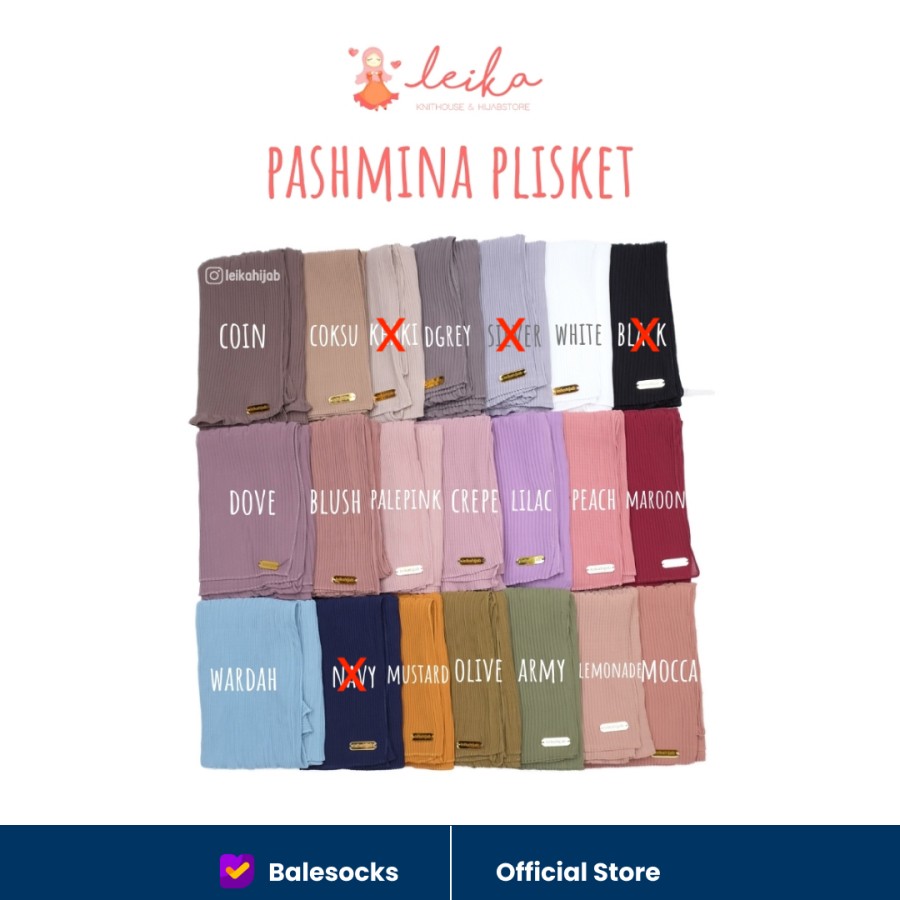 leika
KNITHOUSE & HIJABSTORE
PASHMINA PLISKET
leikahijab
COIN
COKSU
KHAKI
DGREY
SILVER
WHITE
BLACK
DOVE
BLUSH
PALEPINK
CREPE
LILAC
PEACH
MAROON
WARDAH
NAVY
MUSTARD
OLIVE
ARMY
LEMONADE
MOCCA
Balesocks
Official Store